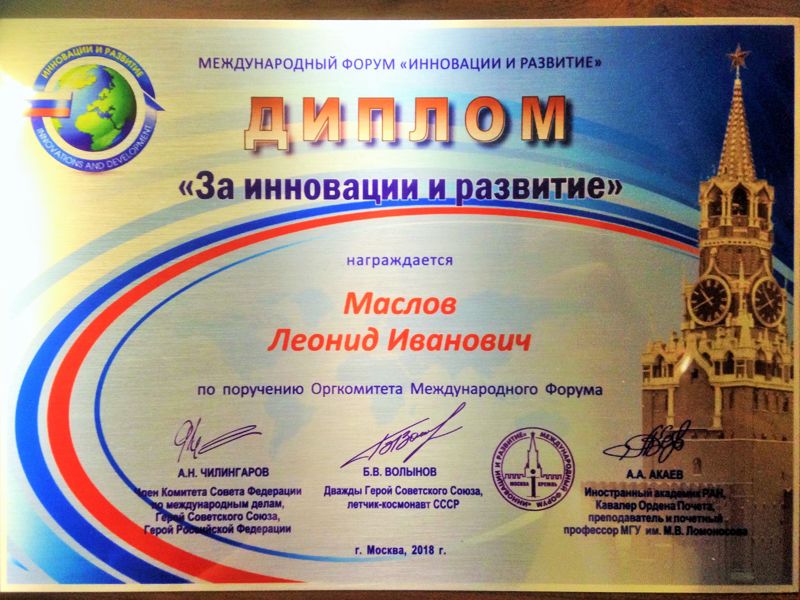 ИННОВАЦИИ И РАЗВИТИЕ
INNOVATIONS AND DEVELOPMENT
МЕЖДУНАРОДНЫЙ ФОРУМ «ИННОВАЦИИ И РАЗВИТИЕ»
ДИПЛОМ
«За инновации и развитие»
награждается
Маслов
Леонид Иванович
по поручению Оргкомитета Международного Форума
А.Н. ЧИЛИНГАРОВ
Член Комитета Совета Федерации
по международным делам,
Герой Советского Союза,
Герой Российской Федерации
Б.В. ВОЛЫНОВ
Дважды Герой Советского Союза,
летчик-космонавт СССР
МЕЖДУНАРОДНЫЙ ФОРУМ «ИННОВАЦИИ И РАЗВИТИЕ»
МОСКВА КРЕМЛЬ
А.А. АКАЕВ
Иностранный академик РАН,
Кавалер Ордена Почета,
преподаватель и почетный
профессор МГУ им. М.В. Ломоносова
г. Москва, 2018 г.